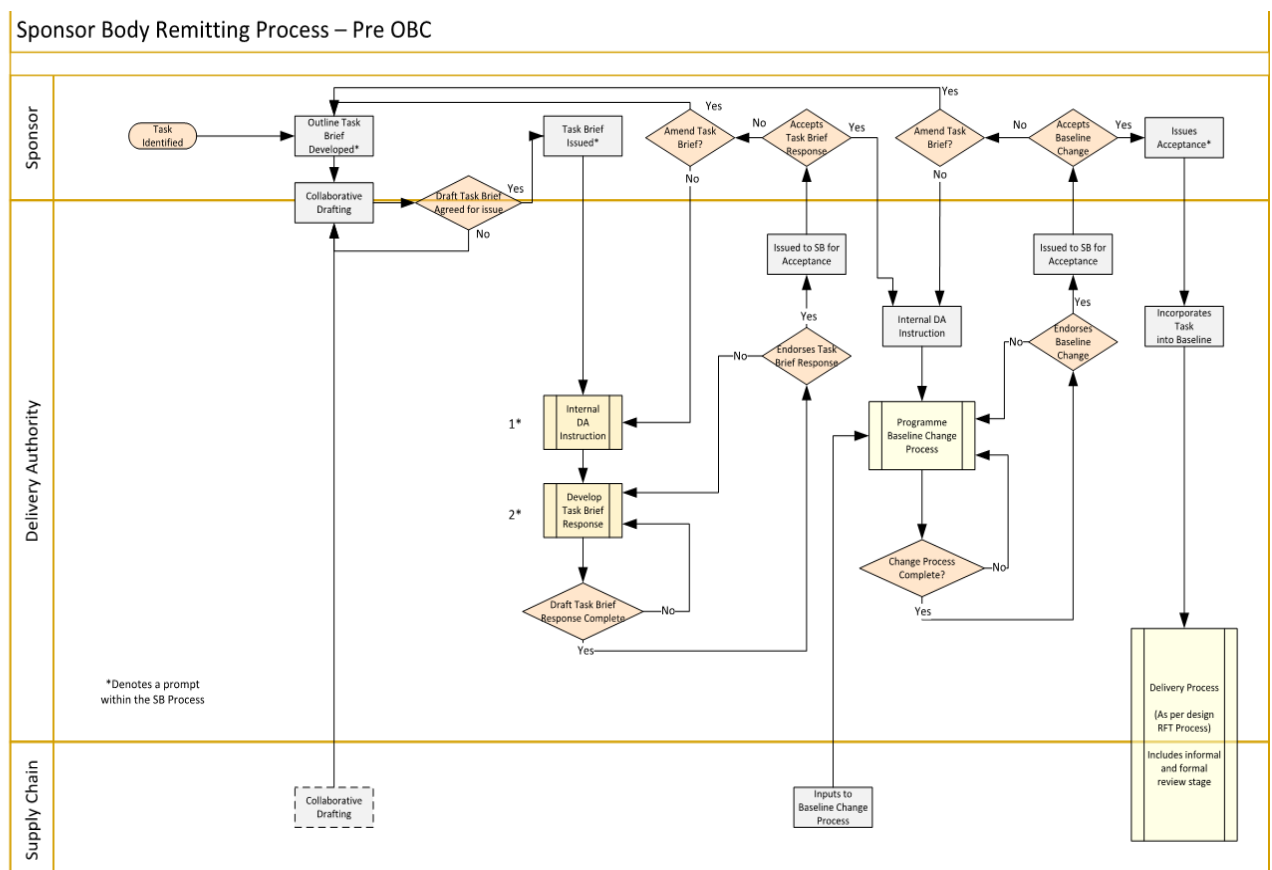 Sponsor Body Remitting Process – Pre OBC
Sponsor
Task
Identified
Outline Task
Brief
Developed*
Collaborative
Drafting
Draft Task Brief
Agreed for issue
Yes
No
Task Brief
Issued*
Amend Task
Brief?
Yes
No
No
Accepts
Task Brief
Response
Yes
Amend Task
Brief?
Yes
No
No
Accepts
Baseline
Change
Yes
Issues
Acceptance*
Delivery Authority
Issued to SB for
Acceptance
Yes
Endorses Task
Brief Response
No
Internal DA
Instruction
Issued to SB for
Acceptance
Yes
Endorses
Baseline
Change
No
Incorporates
Task
into Baseline
1*
Internal
DA
Instruction
2*
Develop
Task Brief
Response
Draft Task Brief
Response Complete
No
Yes
Programme
Baseline Change
Process
Change Process
Complete?
No
Yes
*Denotes a prompt
within the SB Process
Delivery Process
(As per design
RFT Process)
Includes informal
and formal
review stage
Supply Chain
Collaborative
Drafting
Inputs to
Baseline Change
Process